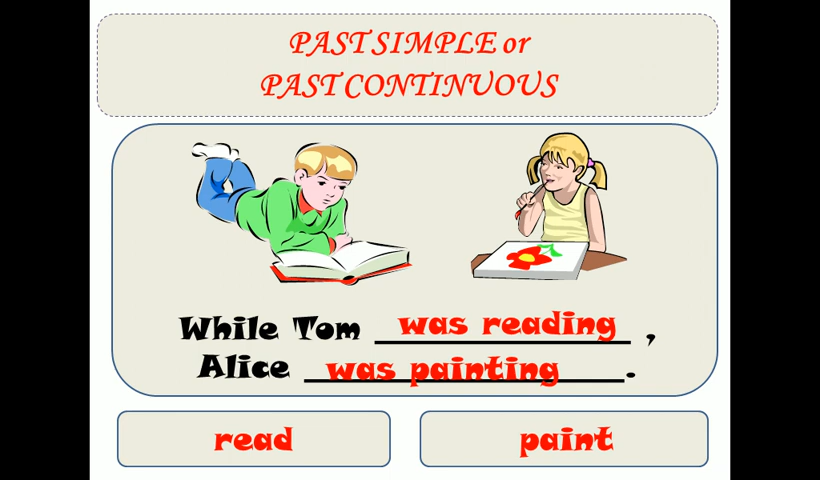 PAST SIMPLE or
PAST CONTINUOUS
While Tom was reading ,
Alice was painting.
read
paint